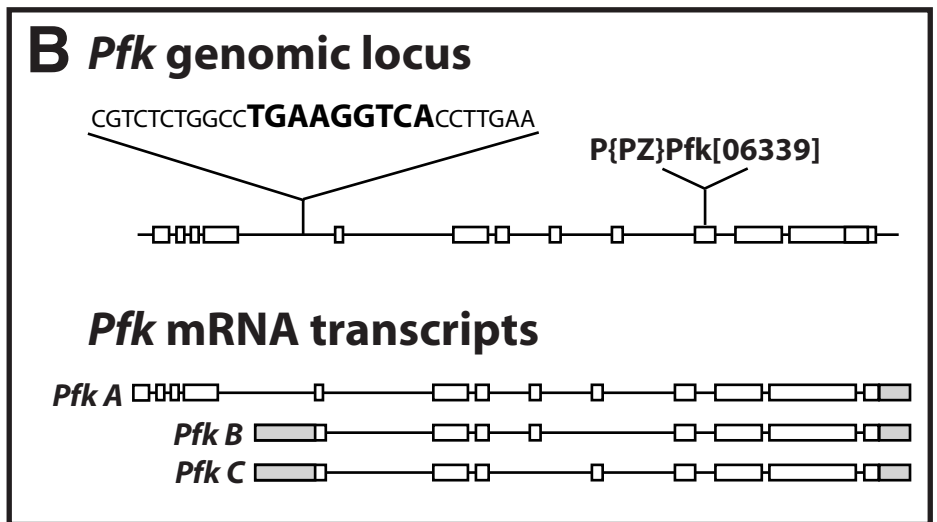 B Pfk genomic locus
CGTCTCTGGCCTGAAGGTCACCTTGAA
P{PZ}Pfk[06339]
Pfk mRNA transcripts
Pfk A
Pfk B
Pfk C